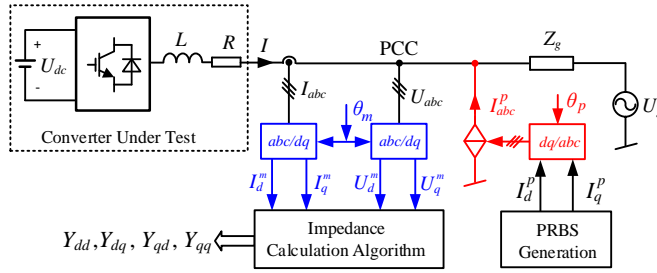 L
R
I
PCC
Z_g
+
U_dc
-
I_abc
U_abc
I^p_abc
θ_p
U
θ_m
Converter Under Test
abc/dq
abc/dq
dq/abc
I^m_d
I^m_q
U^m_d
U^m_q
I^p_d
I^p_q
Y_dd, Y_dq, Y_qd, Y_qq
Impedance
Calculation Algorithm
PRBS
Generation